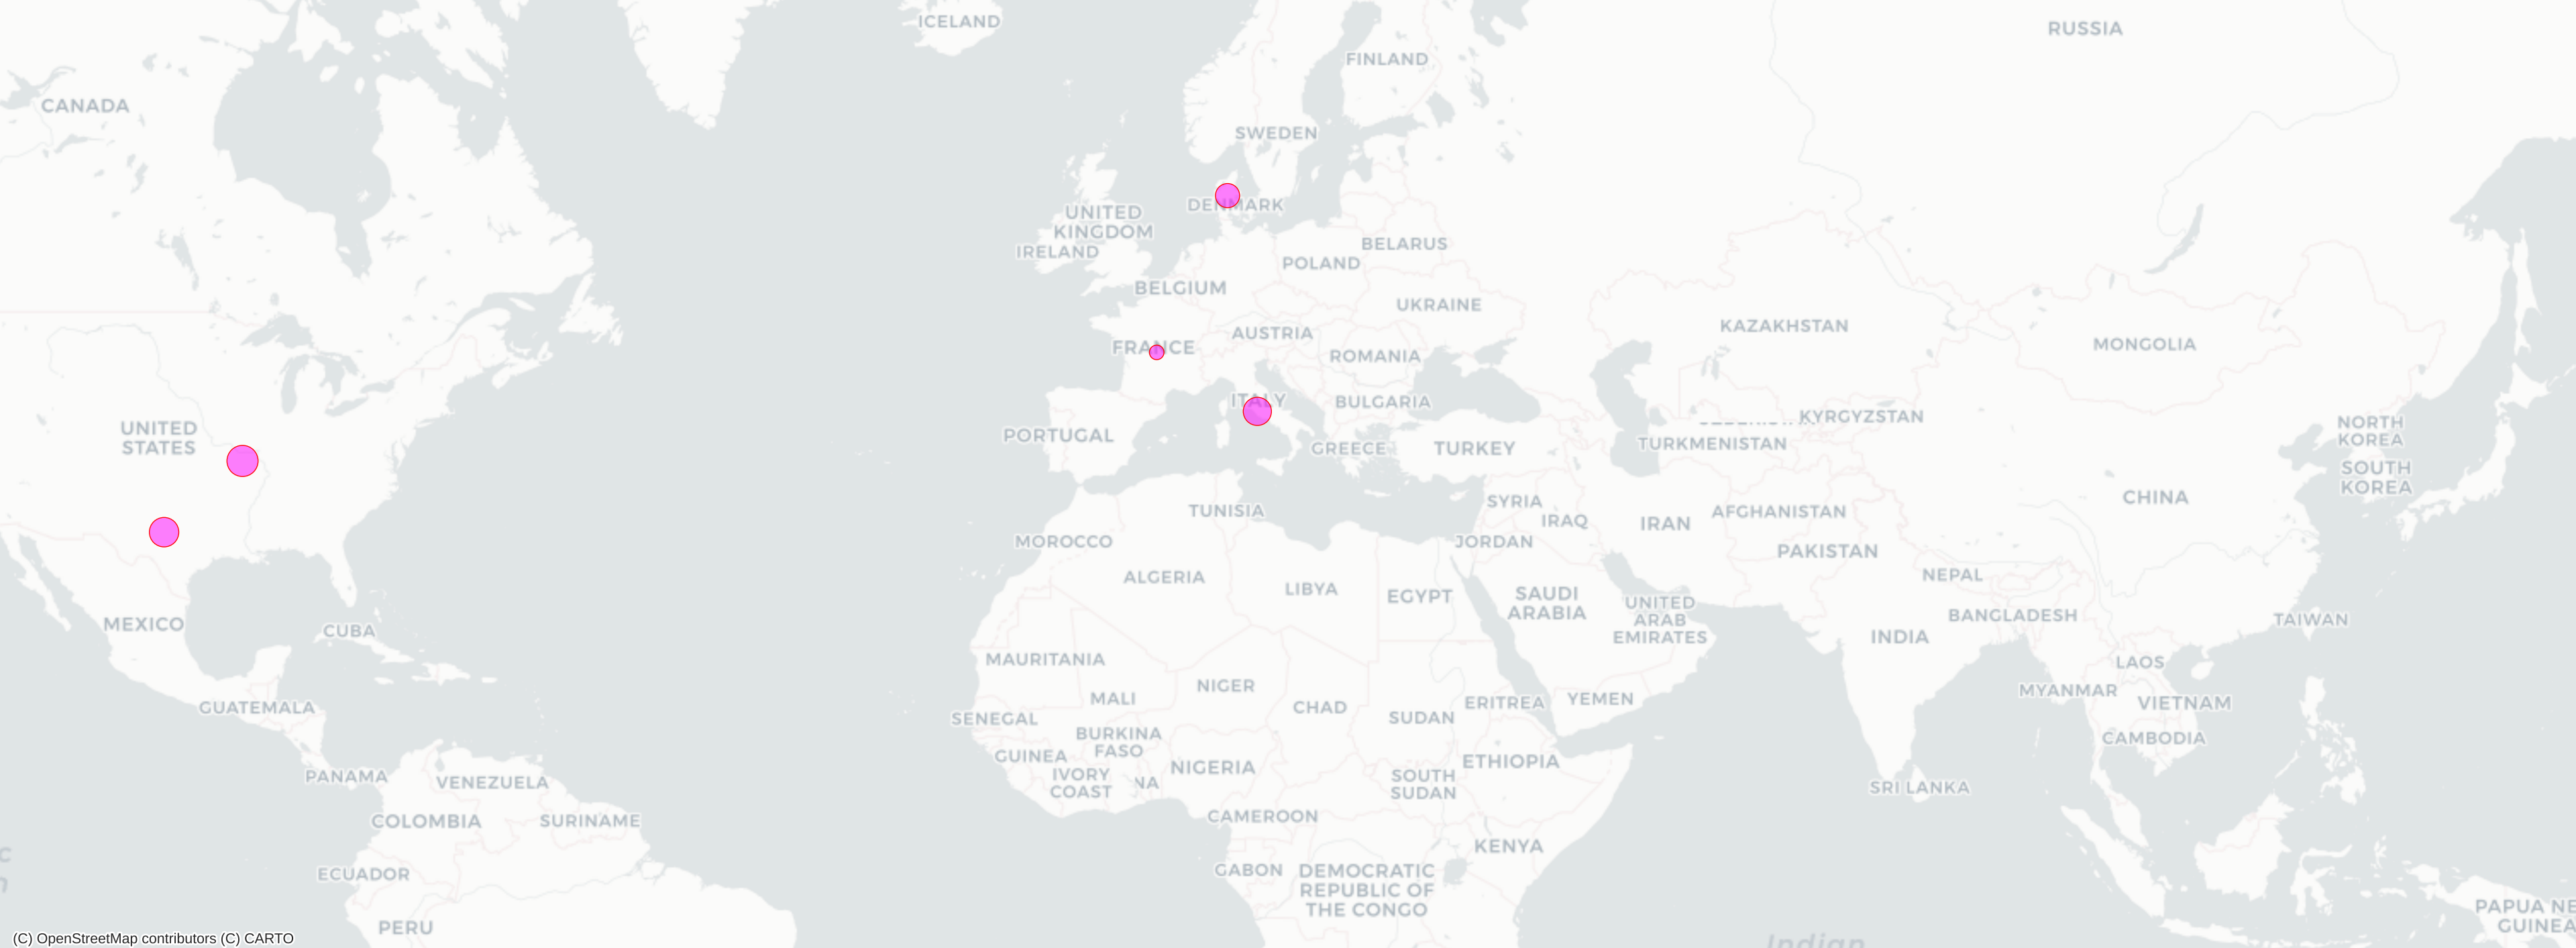 ICELAND
RUSSIA
FINLAND
CANADA
SWEDEN
DENMARK
UNITED
KINGDOM
IRELAND
BELARUS
POLAND
BELGIUM
UKRAINE
AUSTRIA
KAZAKHSTAN
FRANCE
ROMANIA
MONGOLIA
ITALY
BULGARIA
KYRGYZSTAN
UNITED
STATES
PORTUGAL
GREECE
TURKEY
TURKMENISTAN
NORTH
KOREA
SOUTH
KOREA
CHINA
SYRIA
TUNISIA
AFGHANISTAN
IRAQ
IRAN
MOROCCO
JORDAN
PAKISTAN
ALGERIA
LIBYA
EGYPT
NEPAL
SAUDI
ARABIA
UNITED
ARAB
EMIRATES
BANGLADESH
TAIWAN
MEXICO
CUBA
INDIA
MAURITANIA
LAOS
NIGER
MALI
MYANMAR
ERITREA
YEMEN
VIETNAM
GUATEMALA
CHAD
SENEGAL
SUDAN
BURKINA
FASO
CAMBODIA
GUINEA
ETHIOPIA
NIGERIA
IVORY
COAST
NA
PANAMA
VENEZUELA
SOUTH
SUDAN
SRI LANKA
CAMEROON
COLOMBIA
SURINAME
KENYA
ECUADOR
GABON
DEMOCRATIC
REPUBLIC OF
THE CONGO
PAPUA NE
GUINEA
PERU
Indian
(C) OpenStreetMap contributors (C) CARTO